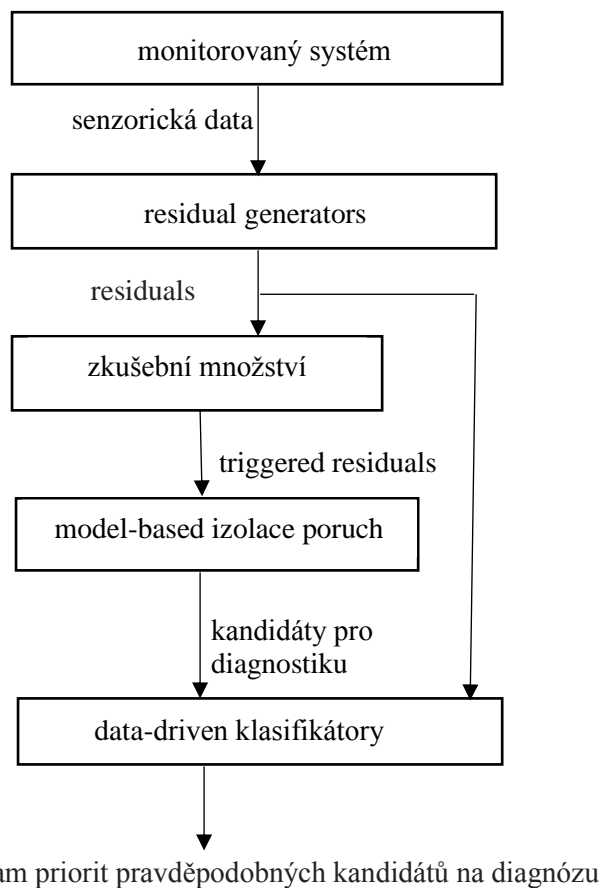 monitorovaný systém
senzorická data
residual generators
residuals
zkušební množství
triggered residuals
model-based izolace poruch
kandidáty pro
diagnostiku
data-driven klasifikátory
am priorit pravděpodobných kandidátů na diagnózu